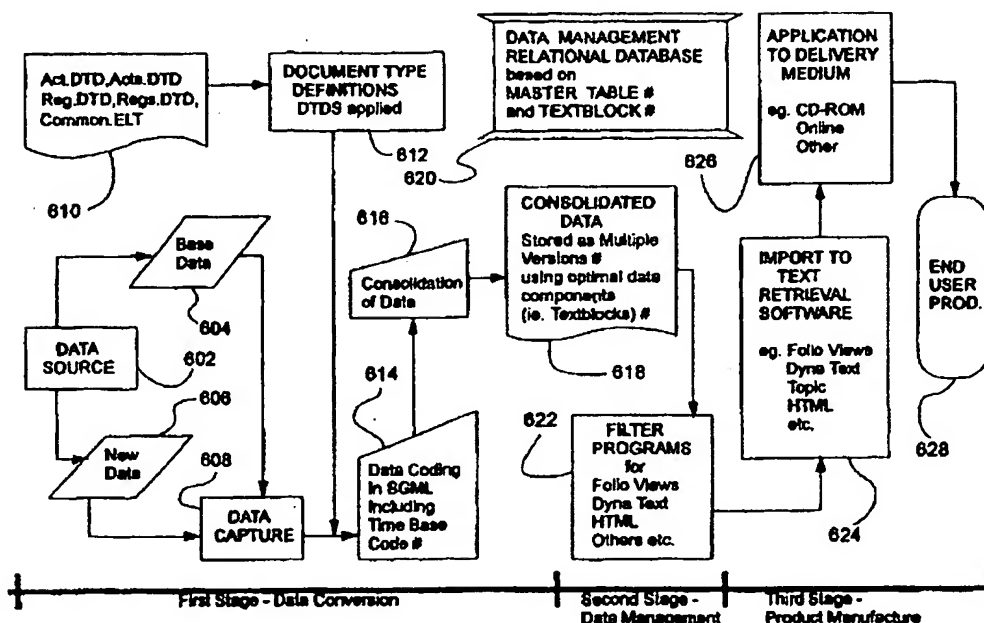 Act.DTD,Acts.DTD
Reg.DTD,Regs.DTD,
Common.ELT
610
DOCUMENT TYPE
DEFINITIONS
DTDS applied
612
DATA MANAGEMENT
RELATIONAL DATABASE
based on
MASTER TABLE #
and TEXTBLOCK #
620
APPLICATION
TO DELIVERY
MEDIUM
eg. CD-ROM
Online
Other
626
Base
Data
604
DATA
SOURCE
602
606
New
Data
608
DATA
CAPTURE
616
Consolidation
of Data
614
Data Coding
in SGML
Including
Time Base
Code #
CONSOLIDATED
DATA
Stored as Multiple
Versions #
using optimal data
components
(ie. Textblocks) #
618
622
FILTER
PROGRAMS
for
Folio Views
Dyna Text
HTML
Others etc.
IMPORT TO
TEXT
RETRIEVAL
SOFTWARE
eg. Folio Views
Dyna Text
Topic
HTML
etc.
624
END
USER
PROD.
628
First Stage - Data Conversion
Second Stage -
Data Management
Third Stage -
Product Manufacture